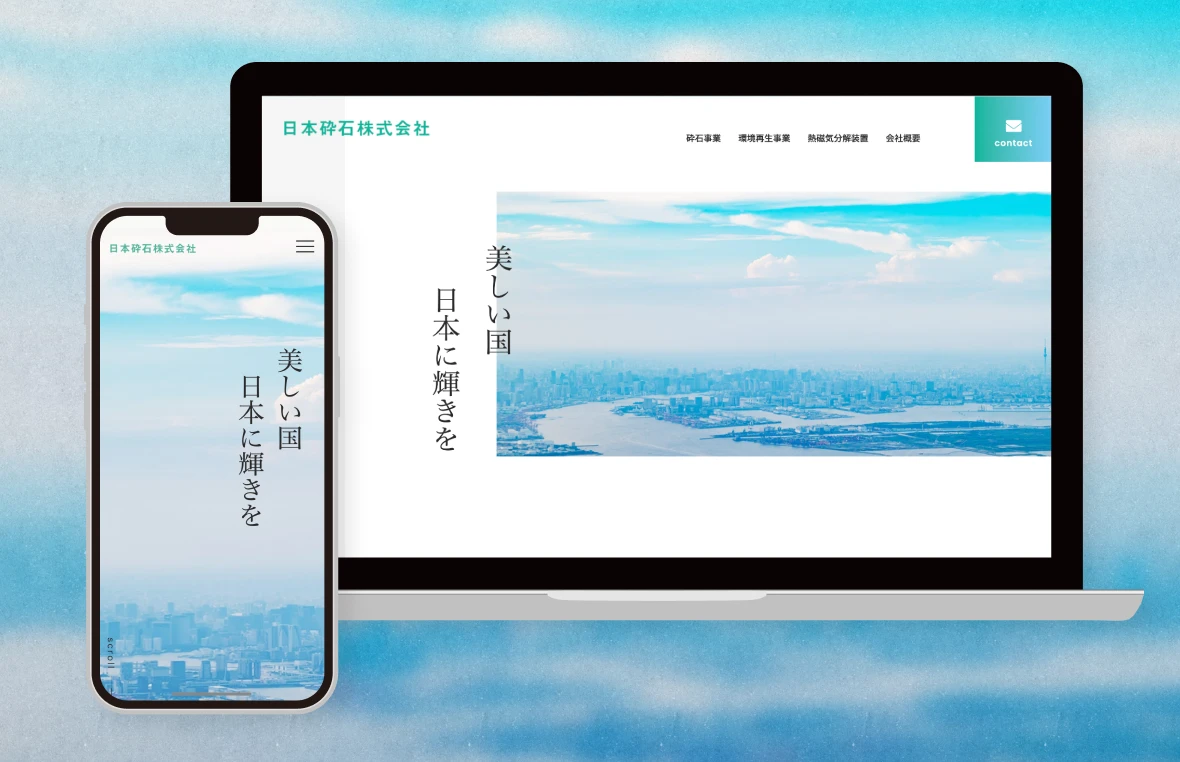 日本砕石株式会社
砕石事業
環境再生事業
熱磁気分解装置
会社概要
contact
美しい国
日本に輝きを
日本砕石株式会社
美しい国
日本に輝きを
scroll